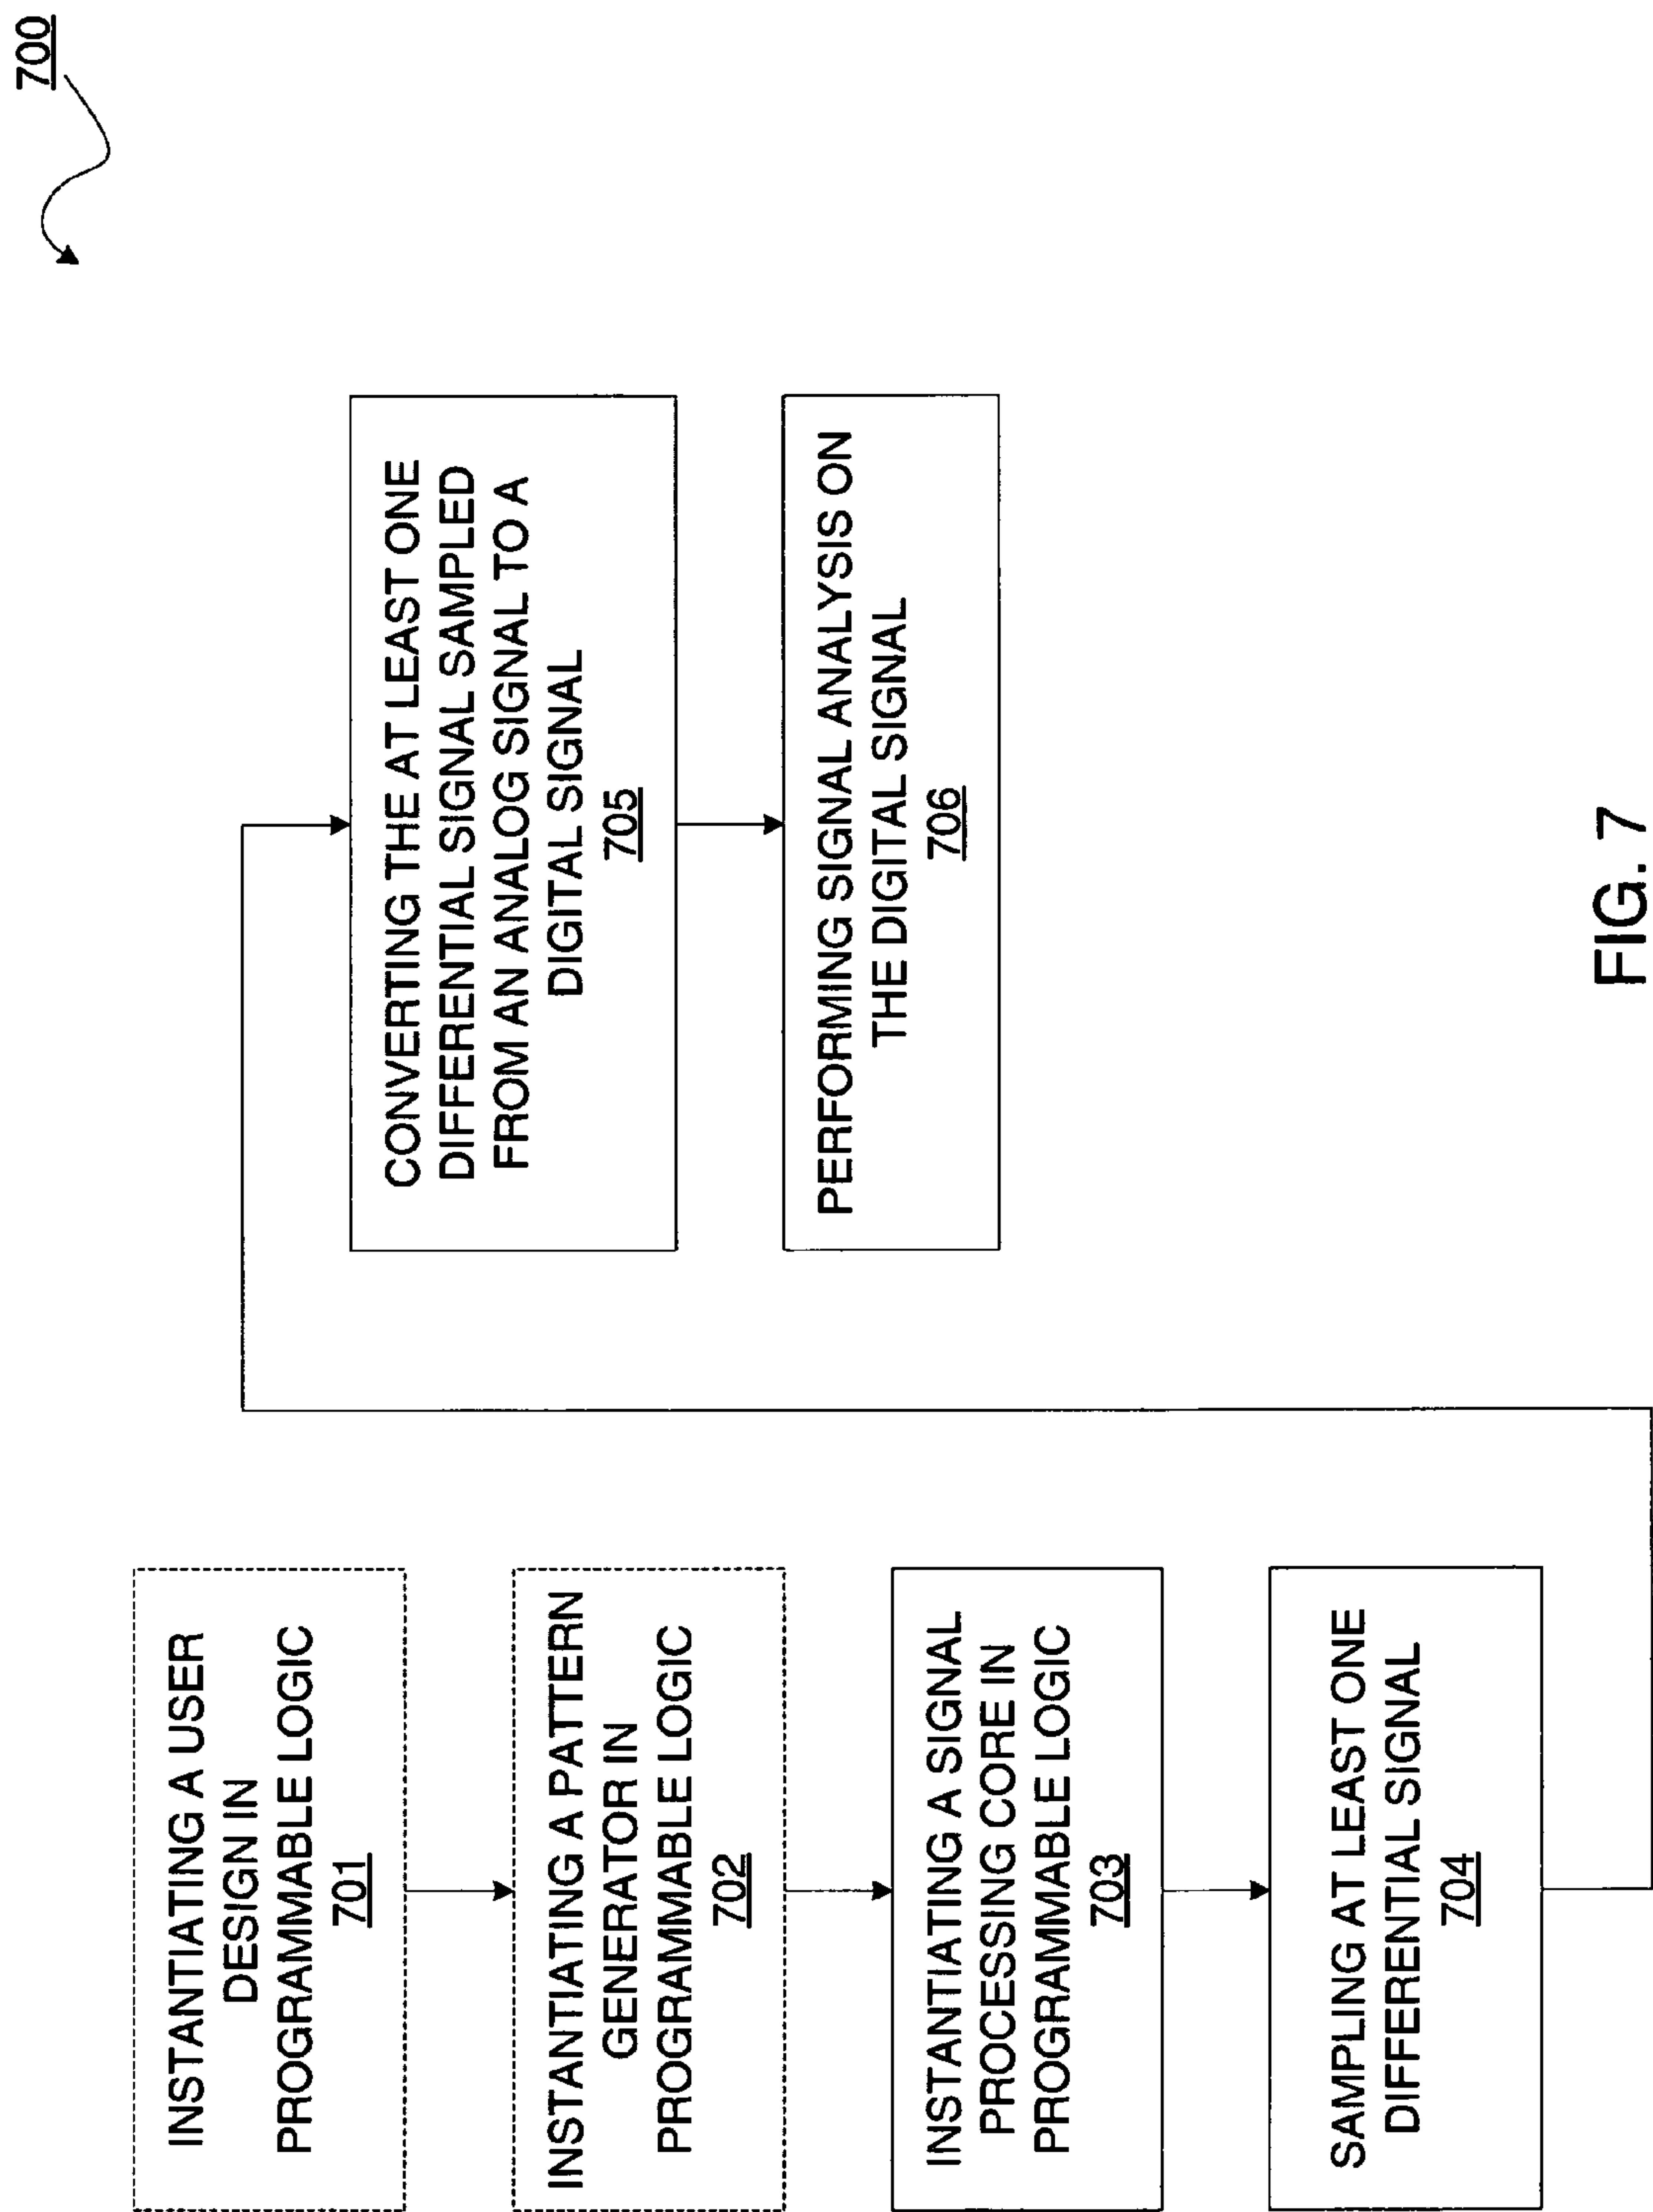 700
INSTANTIATING A USER
DESIGN IN
PROGRAMMABLE LOGIC
701
INSTANTIATING A PATTERN
GENERATOR IN
PROGRAMMABLE LOGIC
702
INSTANTIATING A SIGNAL
PROCESSING CORE IN
PROGRAMMABLE LOGIC
703
SAMPLING AT LEAST ONE
DIFFERENTIAL SIGNAL
704
CONVERTING THE AT LEAST ONE
DIFFERENTIAL SIGNAL SAMPLED
FROM AN ANALOG SIGNAL TO A
DIGITAL SIGNAL
705
PERFORMING SIGNAL ANALYSIS ON
THE DIGITAL SIGNAL
706
FIG. 7